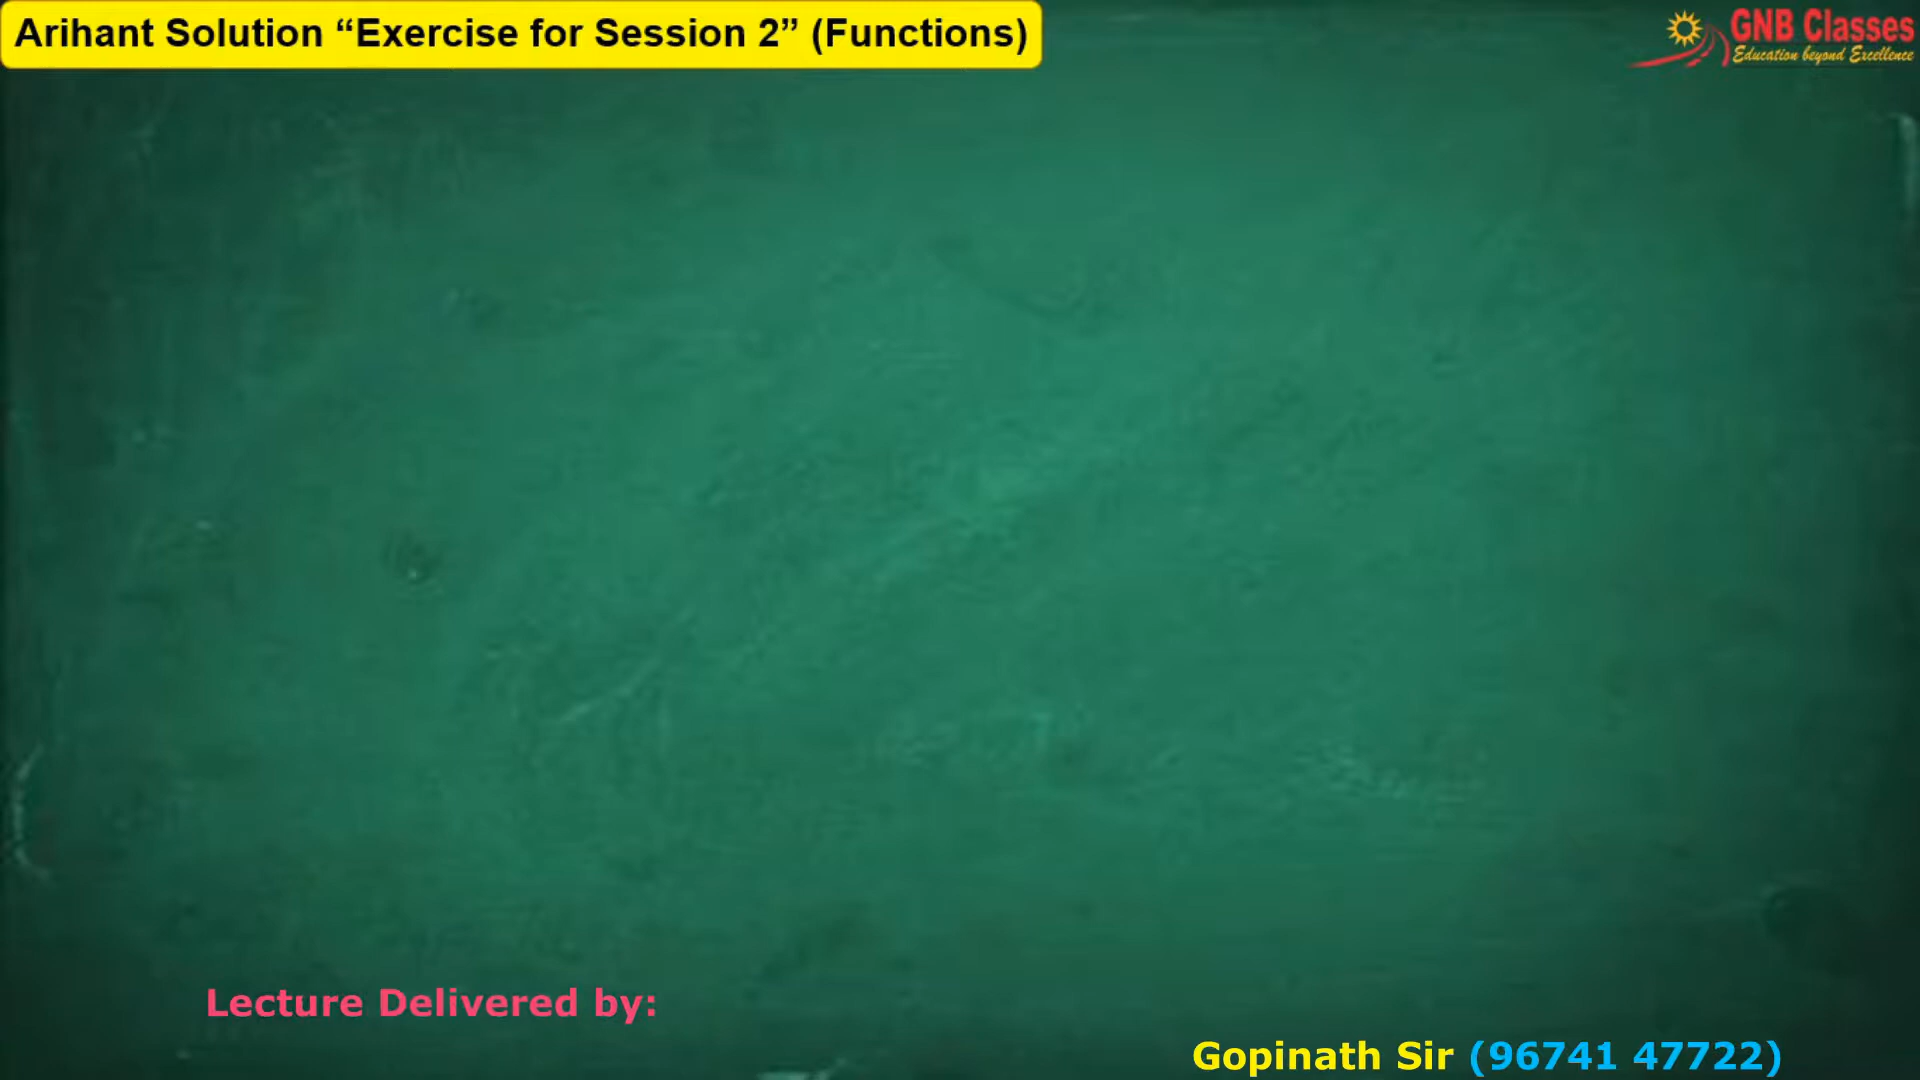 Arihant Solution “Exercise for Session 2” (Functions)
GNB Classes
Education beyond Excellence
Lecture Delivered by:
Gopinath Sir (96741 47722)